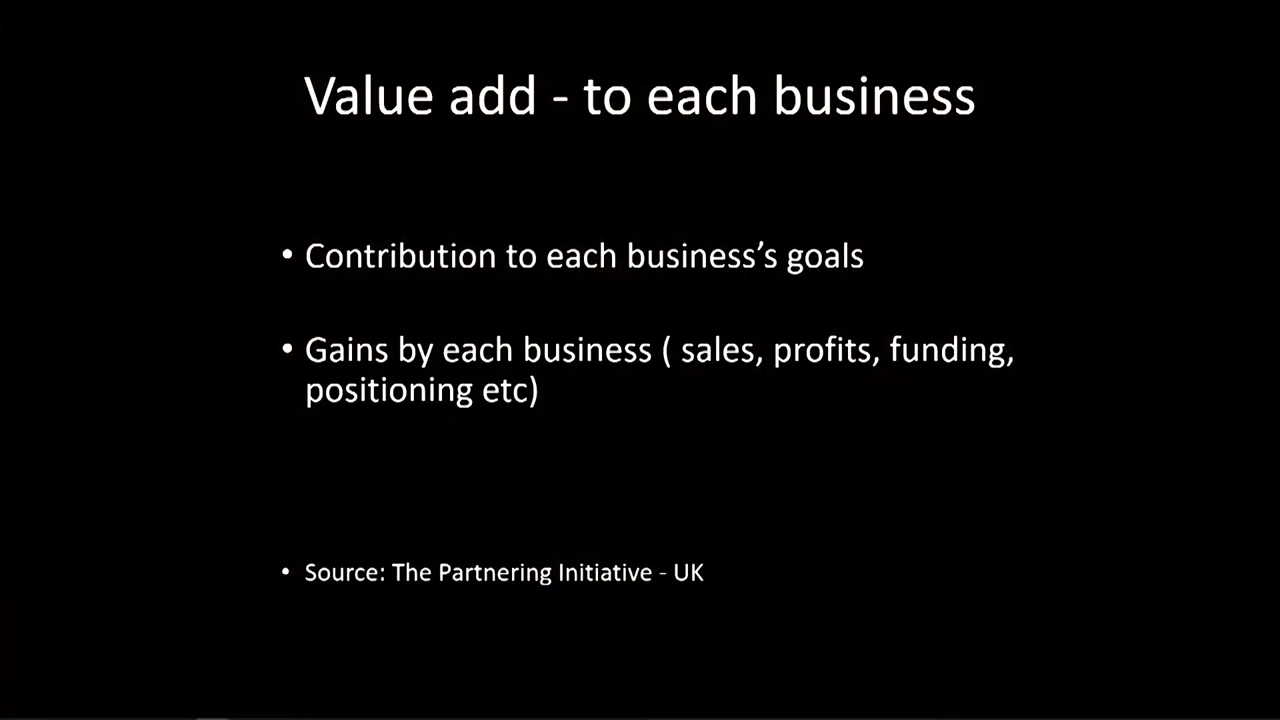 Value add - to each business
• Contribution to each business’s goals
• Gains by each business ( sales, profits, funding,
positioning etc)
• Source: The Partnering Initiative - UK